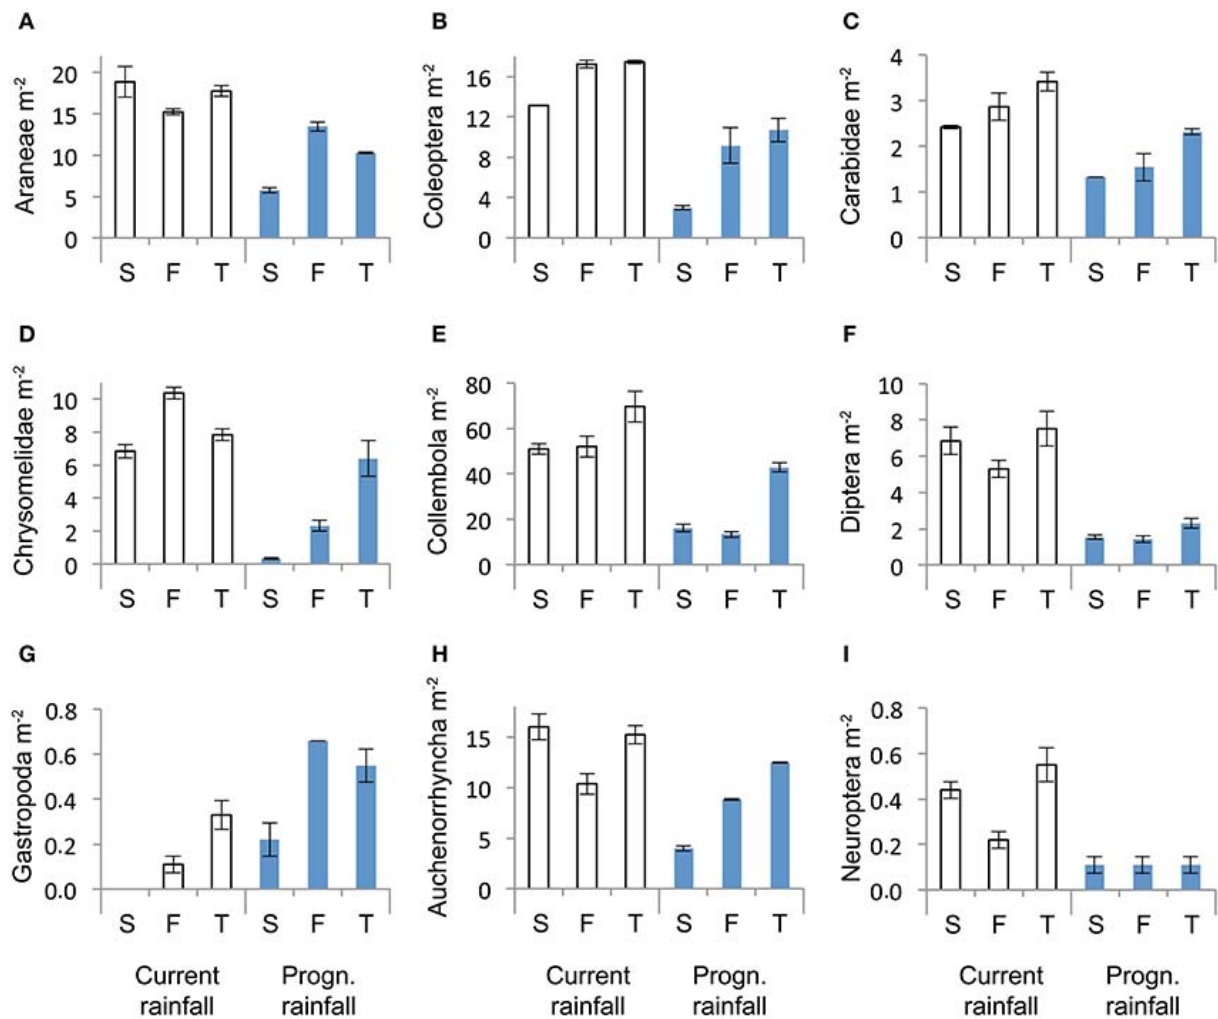 A
Araneae m-2
20
15
10
5
0
S F T S F T
B
Coleoptera m-2
16
12
8
4
0
S F T S F T
C
Carabidae m-2
4
3
2
1
0
S F T S F T
D
Chrysomelidae m-2
10
8
6
4
2
0
S F T S F T
E
Collembola m-2
80
60
40
20
0
S F T S F T
F
Diptera m-2
10
8
6
4
2
0
S F T S F T
G
Gastropoda m-2
0.8
0.6
0.4
0.2
0.0
S F T S F T
Current Progn.
rainfall rainfall
H
Auchenorrhyncha m-2
15
10
5
0
S F T S F T
Current Progn.
rainfall rainfall
I
Neuroptera m-2
0.8
0.6
0.4
0.2
0.0
S F T S F T
Current Progn.
rainfall rainfall